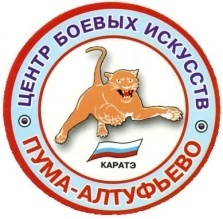 ЦЕНТР БОЕВЫХ ИСКУССТВ
КАРАТЭ
ПУМА-АЛТУФЬЕВО